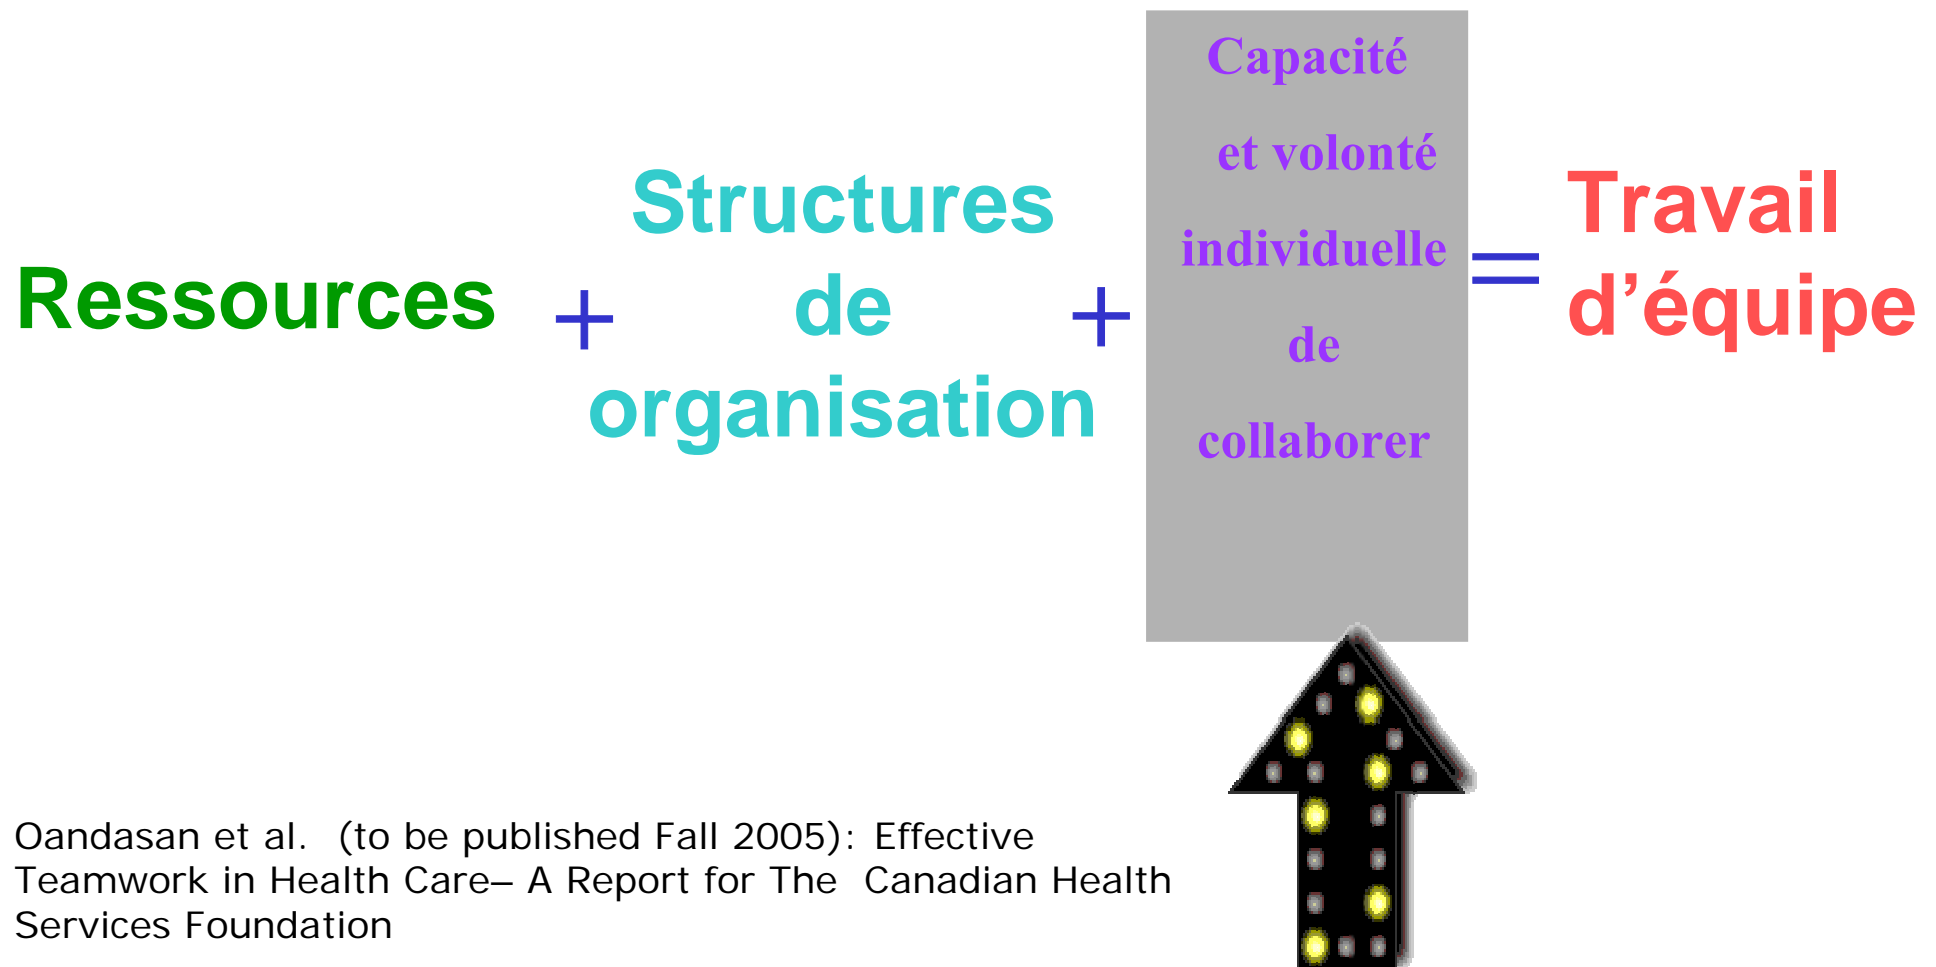 Ressources
+
Structures
de
organisation
+
Capacité
et volonté
individuelle
de
collaborer
=
Travail
d’équipe
Oandasan et al.  (to be published Fall 2005): Effective
Teamwork in Health Care– A Report for The  Canadian Health
Services Foundation